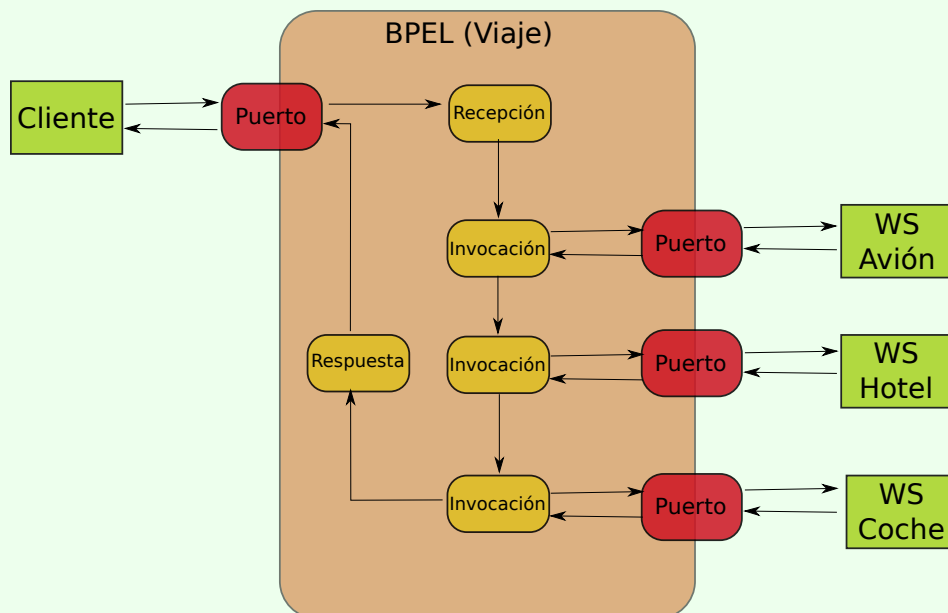 BPEL (Viaje)
Cliente
Puerto
Recepción
Invocación
Puerto
WS
Avión
Respuesta
Invocación
Puerto
WS
Hotel
Invocación
Puerto
WS
Coche